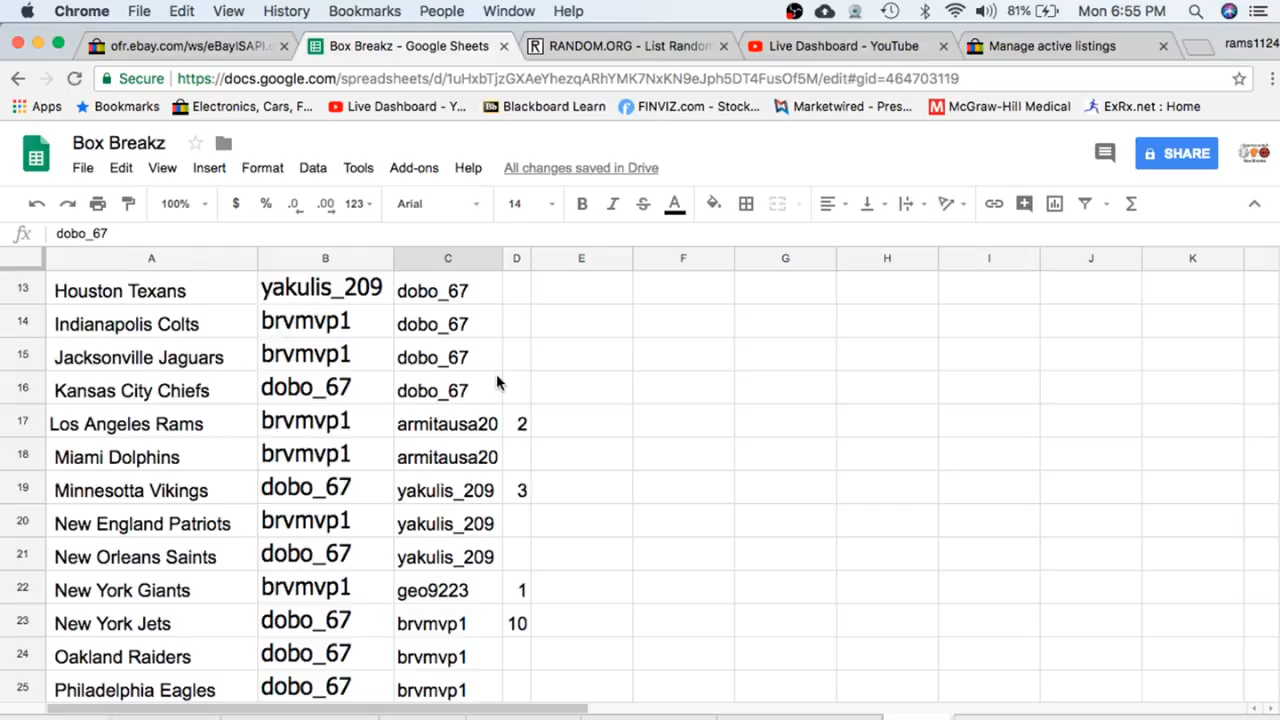 Chrome File Edit View History Bookmarks People Window Help 81% Mon 6:55 PM
ofr.ebay.com/ws/eBayISAPI.c × Box Breakz - Google Sheets × RANDOM.ORG - List Random × Live Dashboard - YouTube × Manage active listings × rams1124
Secure https://docs.google.com/spreadsheets/d/1uHxbTjzGXAeYhezqARhYMK7NxKN9eJph5DT4FusOf5M/edit#gid=464703119
Apps Bookmarks Electronics, Cars, F... Live Dashboard - Y... Bb Blackboard Learn FINVIZ.com - Stock... Marketwired - Pres... M McGraw-Hill Medical ExRx.net : Home
Box Breakz
File Edit View Insert Format Data Tools Add-ons Help All changes saved in Drive SHARE
100% $ % .0 .00 123 Arial 14 B I S A Σ
fx dobo_67
A B C D E F G H I J K
13 Houston Texans yakulis_209 dobo_67
14 Indianapolis Colts brvmvp1 dobo_67
15 Jacksonville Jaguars brvmvp1 dobo_67
16 Kansas City Chiefs dobo_67 dobo_67
17 Los Angeles Rams brvmvp1 armitausa20 2
18 Miami Dolphins brvmvp1 armitausa20
19 Minnesotta Vikings dobo_67 yakulis_209 3
20 New England Patriots brvmvp1 yakulis_209
21 New Orleans Saints dobo_67 yakulis_209
22 New York Giants brvmvp1 geo9223 1
23 New York Jets dobo_67 brvmvp1 10
24 Oakland Raiders dobo_67 brvmvp1
25 Philadelphia Eagles dobo_67 brvmvp1